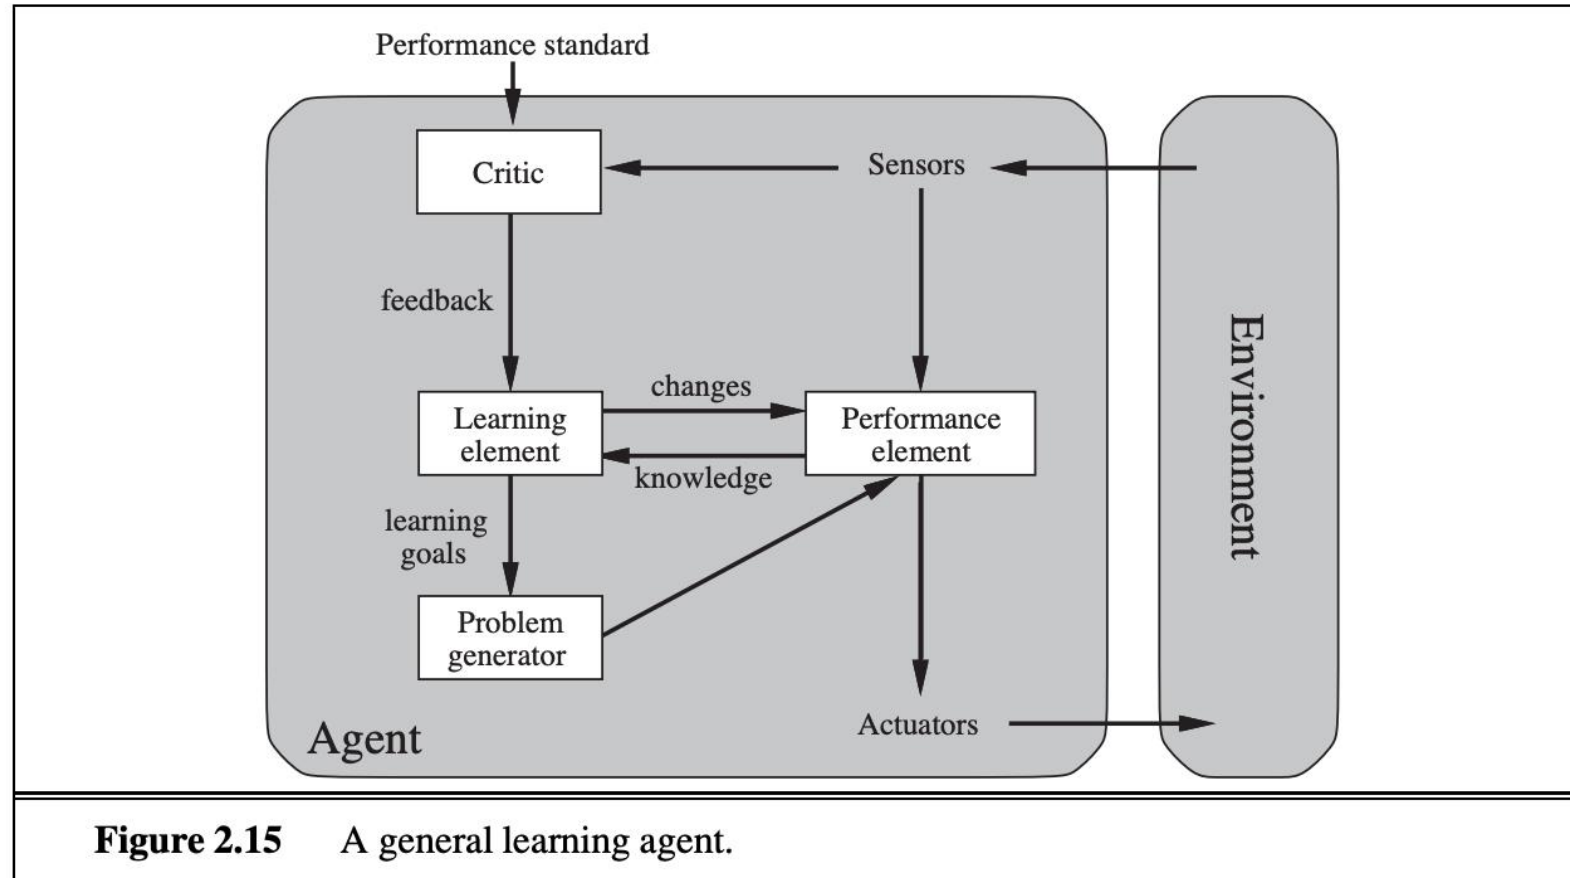 Performance standard
Critic
Sensors
feedback
changes
Learning
element
Performance
element
knowledge
learning
goals
Problem
generator
Agent
Actuators
Environment
Figure 2.15 A general learning agent.